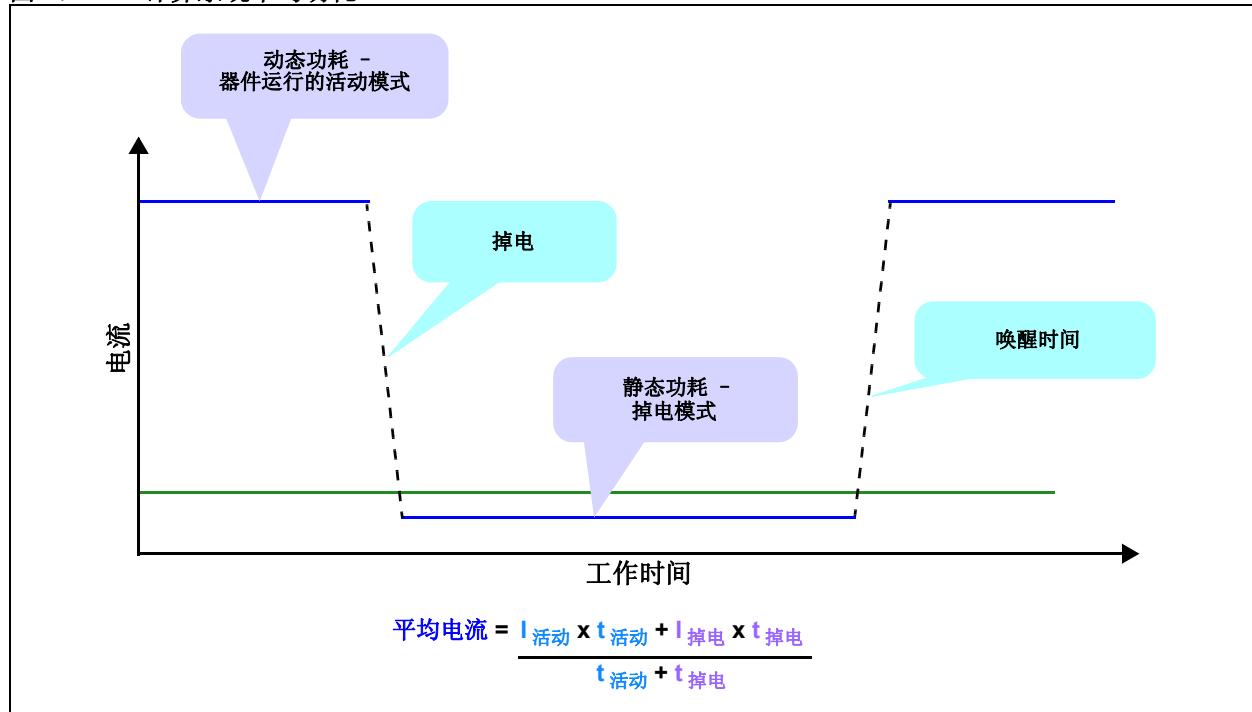 动态功耗 -
器件运行的活动模式
掉电
唤醒时间
静态功耗 -
掉电模式
电流
工作时间
平均电流 = I 活动 x t 活动 + I 掉电 x t 掉电
t 活动 + t 掉电